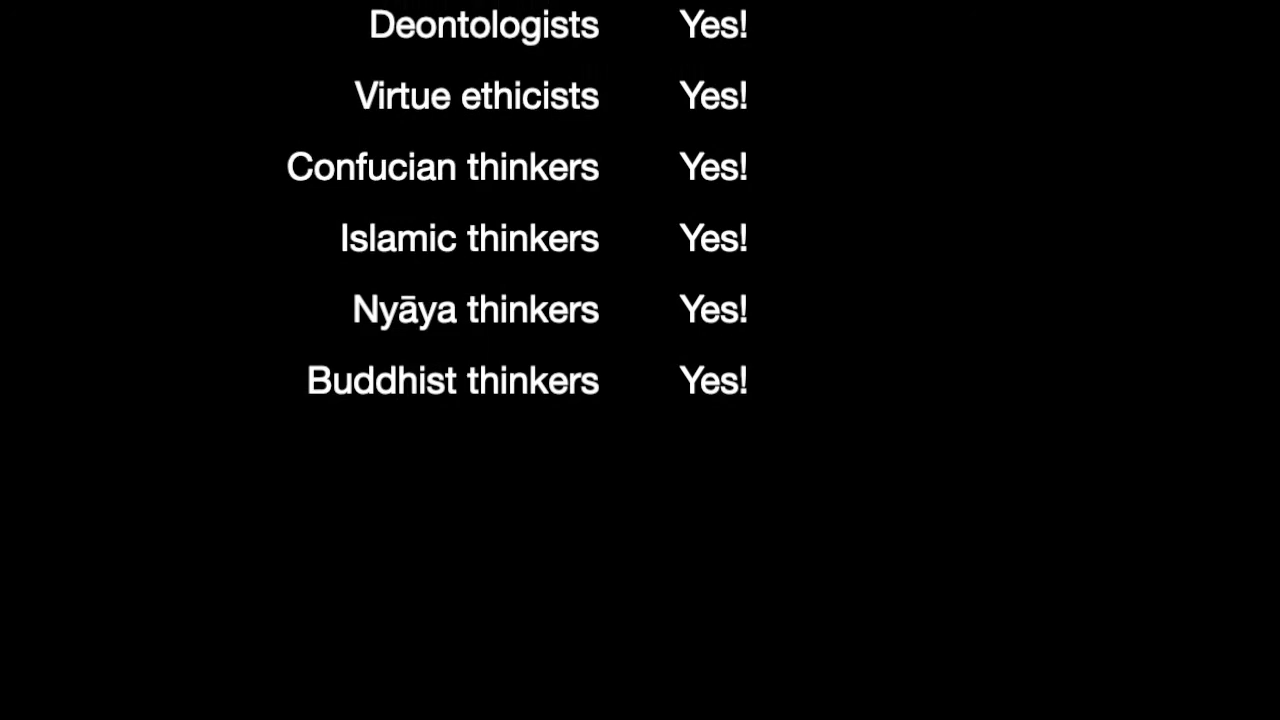 Deontologists Yes!
Virtue ethicists Yes!
Confucian thinkers Yes!
Islamic thinkers Yes!
Nyāya thinkers Yes!
Buddhist thinkers Yes!